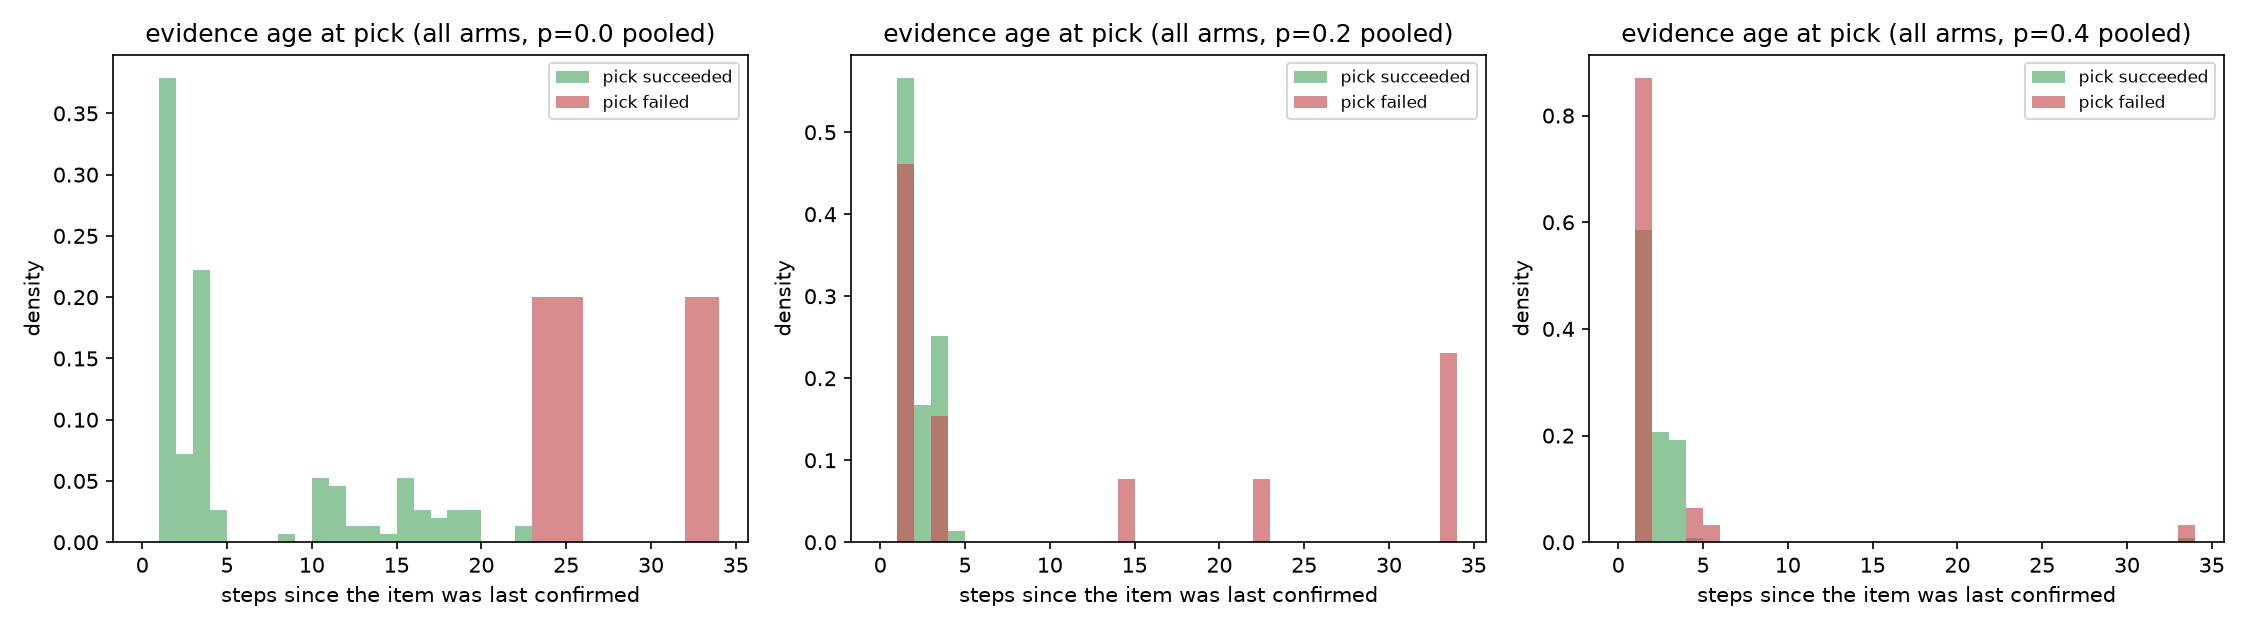 evidence age at pick (all arms, p=0.0 pooled)
pick succeeded
pick failed
density
0.35
0.30
0.25
0.20
0.15
0.10
0.05
0.00
0 5 10 15 20 25 30 35
steps since the item was last confirmed
evidence age at pick (all arms, p=0.2 pooled)
pick succeeded
pick failed
density
0.5
0.4
0.3
0.2
0.1
0.0
0 5 10 15 20 25 30 35
steps since the item was last confirmed
evidence age at pick (all arms, p=0.4 pooled)
pick succeeded
pick failed
density
0.8
0.6
0.4
0.2
0.0
0 5 10 15 20 25 30 35
steps since the item was last confirmed